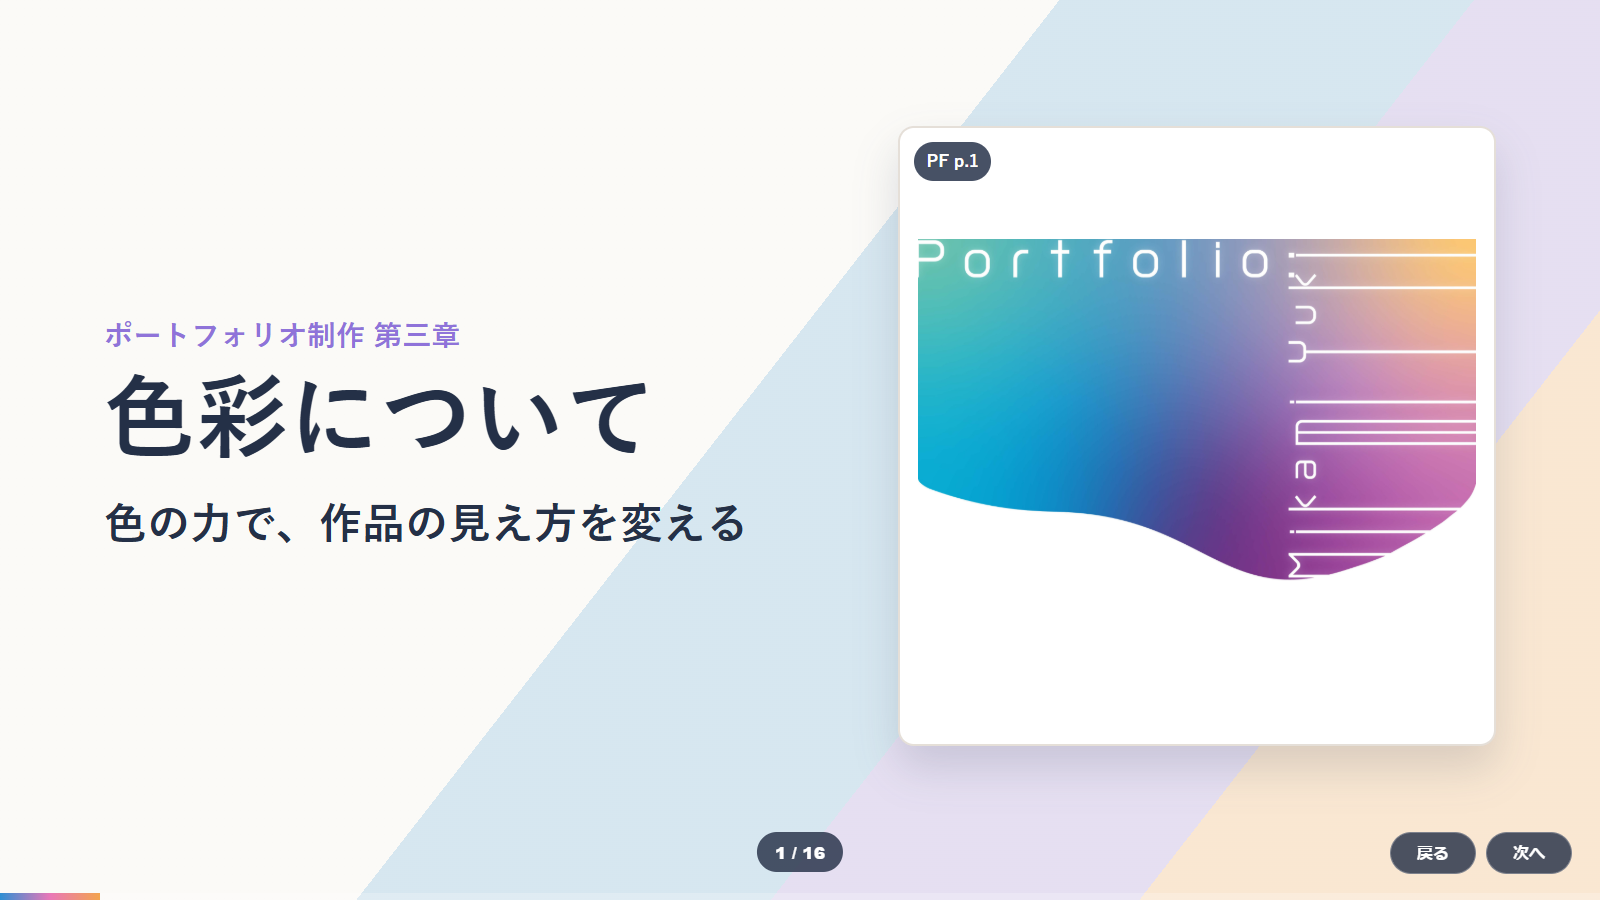 ポートフォリオ制作 第三章
色彩について
色の力で、作品の見え方を変える
PF p.1
Portfolio:
Mikami Yuki
1 / 16
戻る
次へ